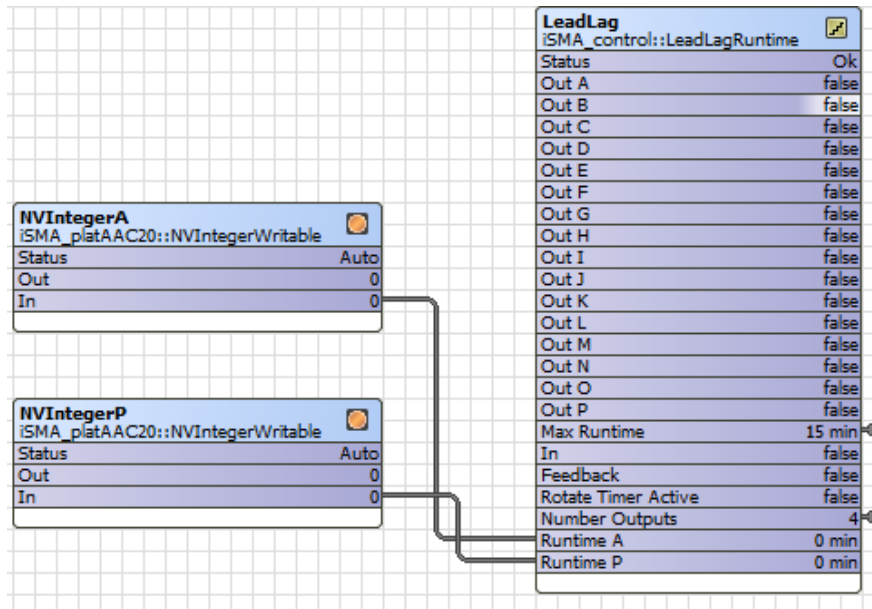 LeadLag
iSMA_control::LeadLagRuntime
Status Ok
Out A false
Out B false
Out C false
Out D false
Out E false
Out F false
Out G false
Out H false
Out I false
Out J false
Out K false
Out L false
Out M false
Out N false
Out O false
Out P false
Max Runtime 15 min
In false
Feedback false
Rotate Timer Active false
Number Outputs 4
Runtime A 0 min
Runtime P 0 min
NVIntegerA
iSMA_platAAC20::NVIntegerWritable
Status Auto
Out 0
In 0
NVIntegerP
iSMA_platAAC20::NVIntegerWritable
Status Auto
Out 0
In 0